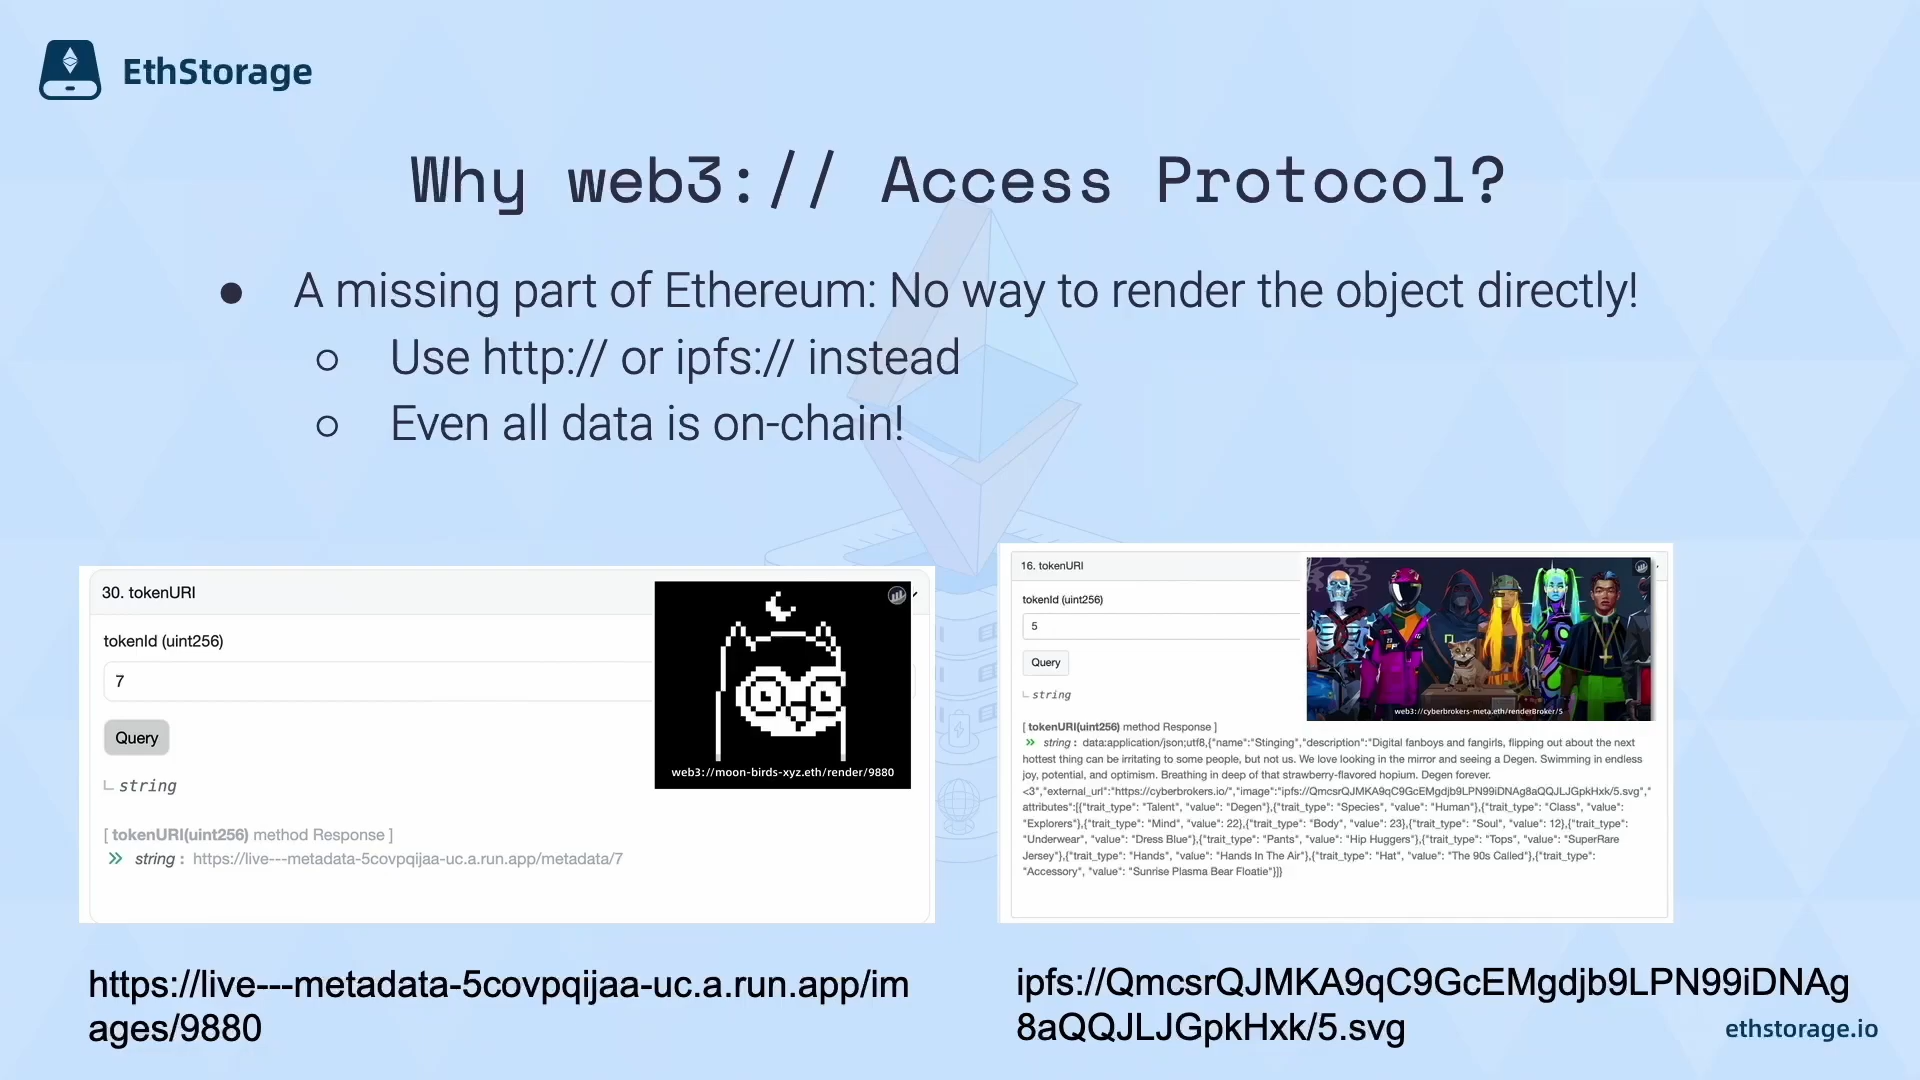 EthStorage
Why web3:// Access Protocol?
● A missing part of Ethereum: No way to render the object directly!
○ Use http:// or ipfs:// instead
○ Even all data is on-chain!
30. tokenURI
tokenId (uint256)
7
Query
string
[ tokenURI(uint256) method Response ]
string : https://live---metadata-5covpqijaa-uc.a.run.app/metadata/7
web3://moon-birds-xyz.eth/render/9880
https://live---metadata-5covpqijaa-uc.a.run.app/im
ages/9880
16. tokenURI
tokenId (uint256)
5
Query
string
web3://cyberbrokers-meta.eth/renderBroker/5
[ tokenURI(uint256) method Response ]
string : data:application/json;utf8,{"name":"Stinging","description":"Digital fanboys and fangirls, flipping out about the next
hottest thing can be irritating to some people, but not us. We love looking in the mirror and seeing a Degen. Swimming in endless
joy, potential, and optimism. Breathing in deep of that strawberry-flavored hopium. Degen forever.
<3","external_url":"https://cyberbrokers.io/","image":"ipfs://QmcsrQJMKA9qC9GcEMgdjb9LPN99iDNAg8aQQJLJGpkHxk/5.svg","
attributes":[{"trait_type": "Talent", "value": "Degen"},{"trait_type": "Species", "value": "Human"},{"trait_type": "Class", "value":
"Explorers"},{"trait_type": "Mind", "value": 22},{"trait_type": "Body", "value": 23},{"trait_type": "Soul", "value": 12},{"trait_type":
"Underwear", "value": "Dress Blue"},{"trait_type": "Pants", "value": "Hip Huggers"},{"trait_type": "Tops", "value": "SuperRare
Jersey"},{"trait_type": "Hands", "value": "Hands In The Air"},{"trait_type": "Hat", "value": "The 90s Called"},{"trait_type":
"Accessory", "value": "Sunrise Plasma Bear Floatie"}]}
ipfs://QmcsrQJMKA9qC9GcEMgdjb9LPN99iDNAg
8aQQJLJGpkHxk/5.svg
ethstorage.io